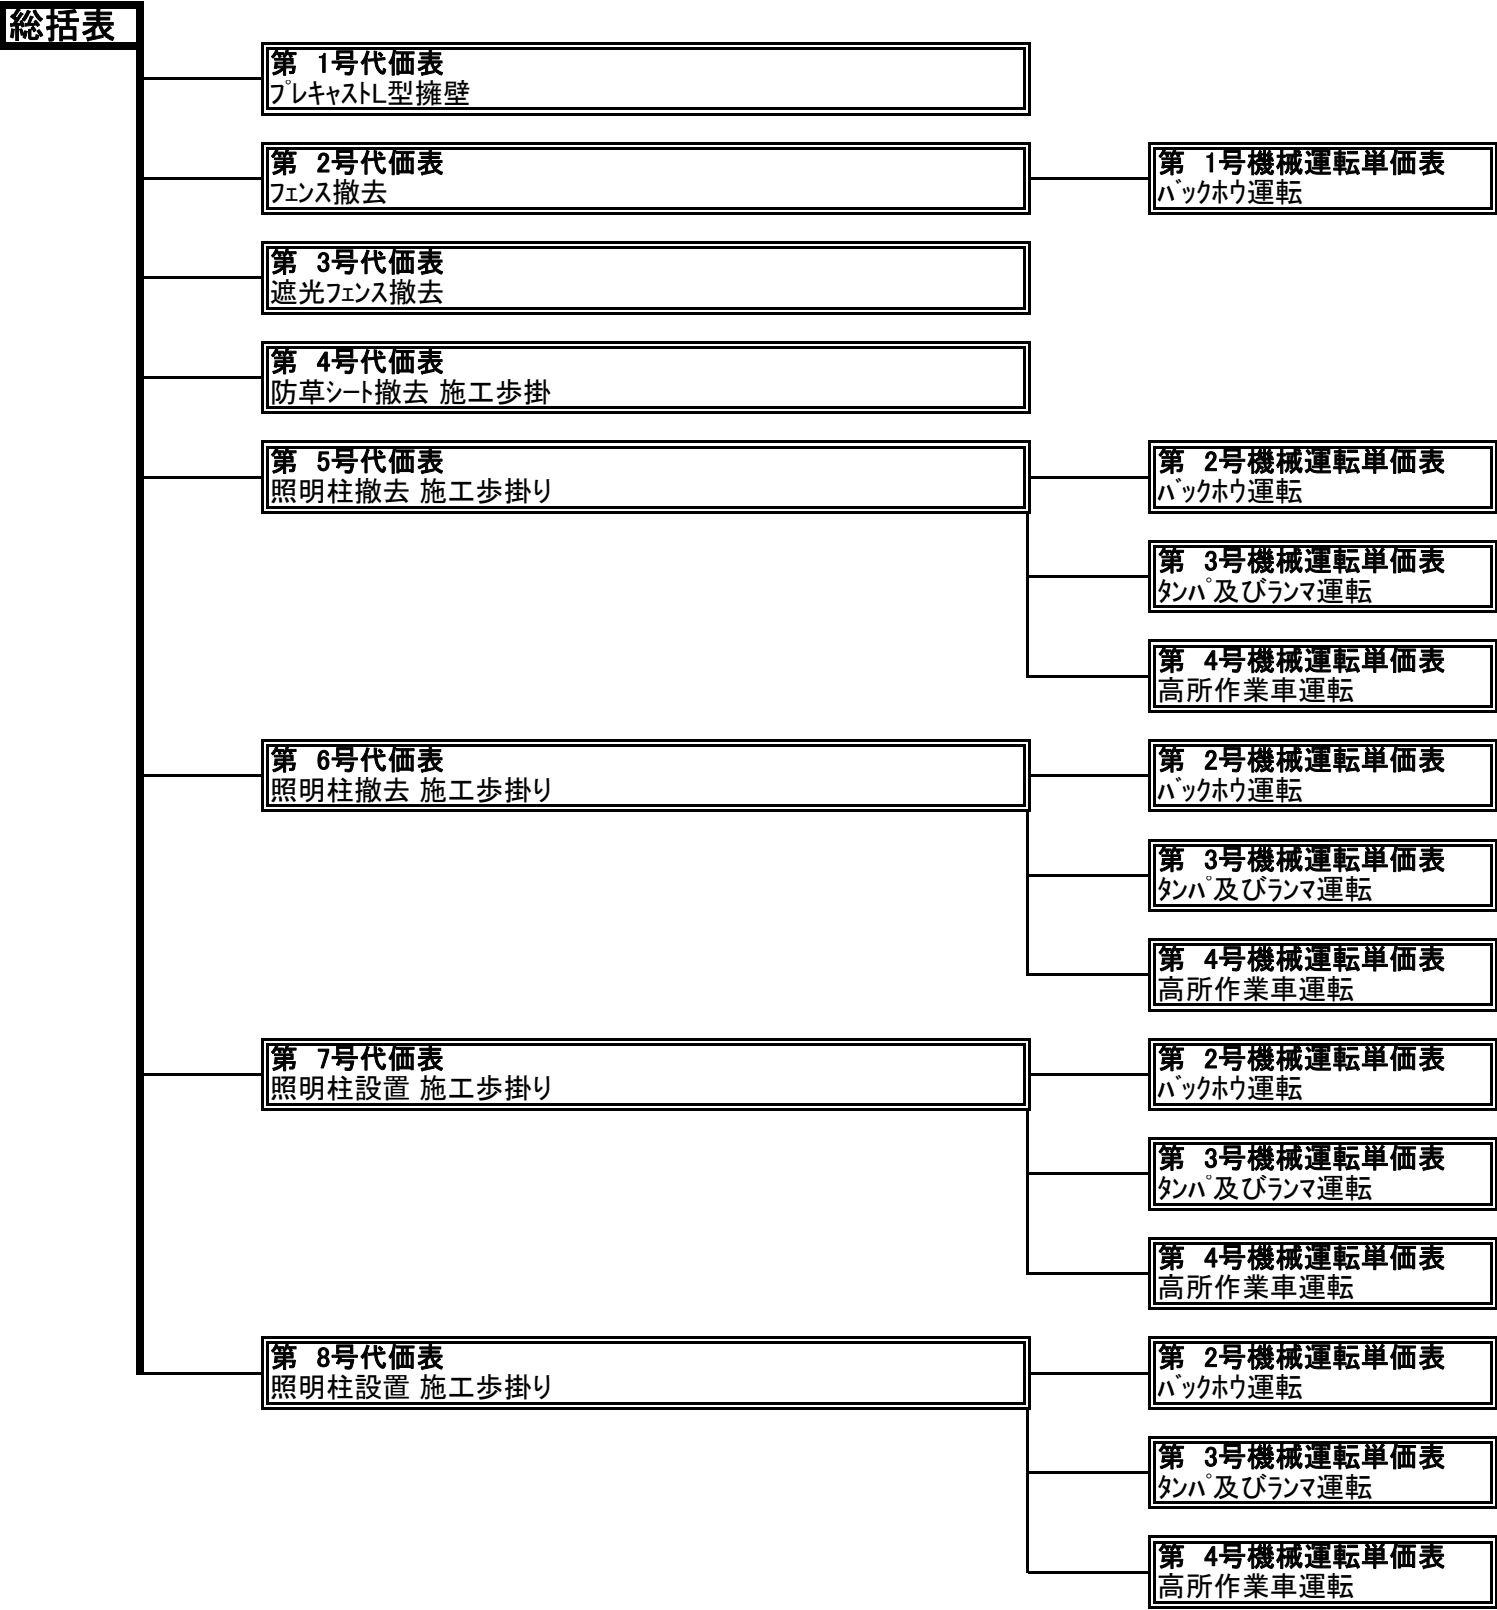 総括表
第　1号代価表
ﾌﾟﾚｷｬｽﾄL型擁壁
第　2号代価表
ﾌｪﾝｽ撤去
第　1号機械運転単価表
ﾊﾞｯｸﾎｳ運転
第　3号代価表
遮光ﾌｪﾝｽ撤去
第　4号代価表
防草ｼｰﾄ撤去 施工歩掛
第　5号代価表
照明柱撤去 施工歩掛り
第　2号機械運転単価表
ﾊﾞｯｸﾎｳ運転
第　3号機械運転単価表
ﾀﾝﾊﾟ及びﾗﾝﾏ運転
第　4号機械運転単価表
高所作業車運転
第　6号代価表
照明柱撤去 施工歩掛り
第　2号機械運転単価表
ﾊﾞｯｸﾎｳ運転
第　3号機械運転単価表
ﾀﾝﾊﾟ及びﾗﾝﾏ運転
第　4号機械運転単価表
高所作業車運転
第　7号代価表
照明柱設置 施工歩掛り
第　2号機械運転単価表
ﾊﾞｯｸﾎｳ運転
第　3号機械運転単価表
ﾀﾝﾊﾟ及びﾗﾝﾏ運転
第　4号機械運転単価表
高所作業車運転
第　8号代価表
照明柱設置 施工歩掛り
第　2号機械運転単価表
ﾊﾞｯｸﾎｳ運転
第　3号機械運転単価表
ﾀﾝﾊﾟ及びﾗﾝﾏ運転
第　4号機械運転単価表
高所作業車運転